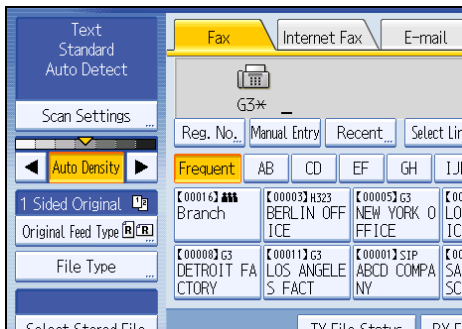 Text
Standard
Auto Detect
Scan Settings
Auto Density
1 Sided Original
Original Feed Type
File Type
Select Stored File
Fax
Internet Fax
E-mail
G3* _
Reg. No.
Manual Entry
Recent
Select
Frequent
AB
CD
EF
GH
【00016】
Branch
【00003】H323
BERLIN OFF
ICE
【00005】G3
NEW YORK O
FFICE
【00008】G3
DETROIT FA
CTORY
【00011】G3
LOS ANGELE
S FACT
【00001】SIP
ABCD COMPA
NY
TX File Status